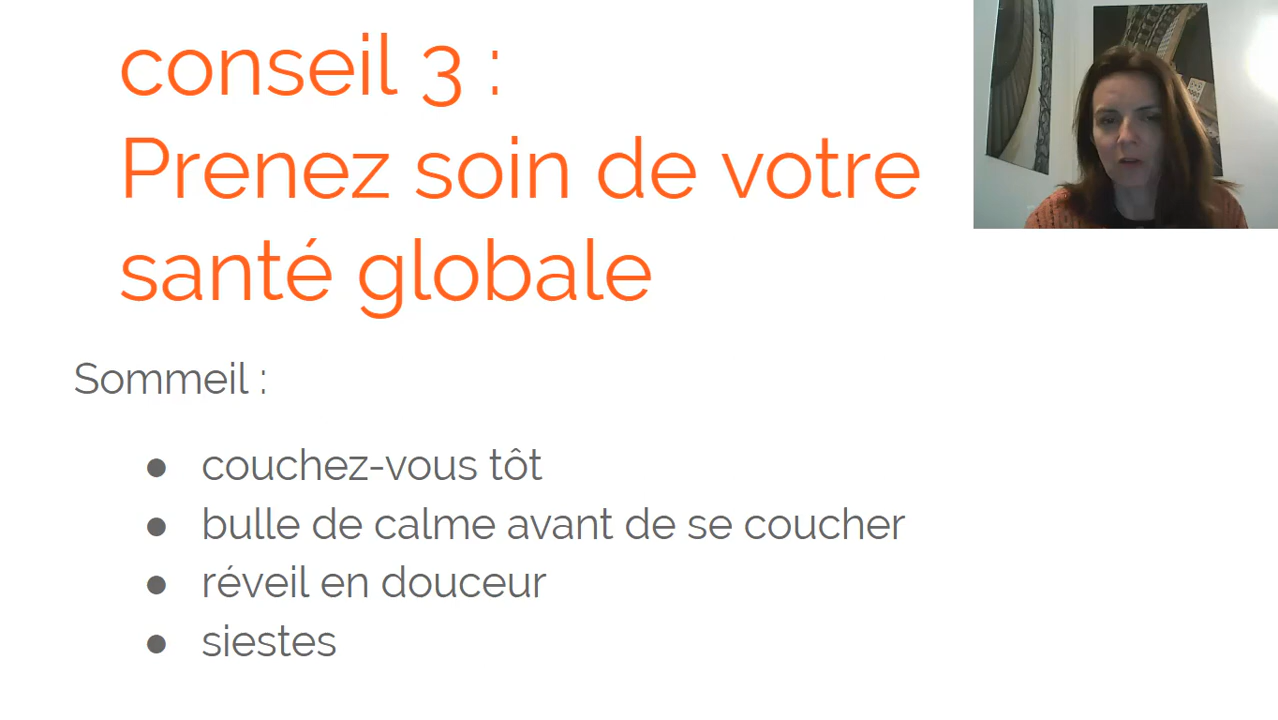 conseil 3 :
Prenez soin de votre
santé globale
Sommeil :
● couchez-vous tôt
● bulle de calme avant de se coucher
● réveil en douceur
● siestes